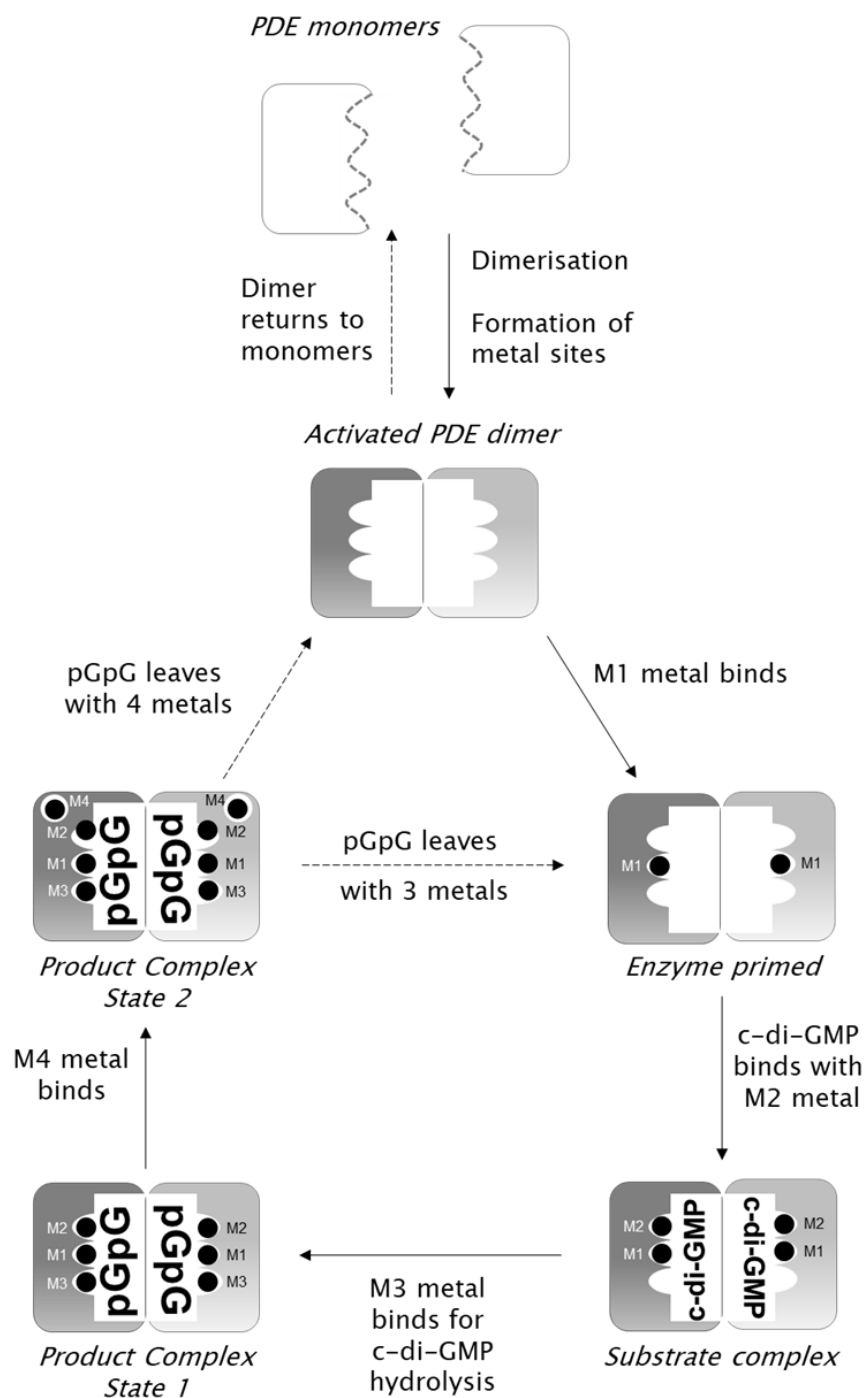 PDE monomers
Dimer
returns to
monomers
Dimerisation
Formation of
metal sites
Activated PDE dimer
pGpG leaves
with 4 metals
M1 metal binds
M4
M4
M2
M2
M1
M1
M3
M3
pGpG
pGpG
Product Complex
State 2
pGpG leaves
with 3 metals
M1
M1
Enzyme primed
M4 metal
binds
c-di-GMP
binds with
M2 metal
M2
M2
M1
M1
M3
M3
pGpG
pGpG
Product Complex
State 1
M3 metal
binds for
c-di-GMP
hydrolysis
M2
M2
M1
M1
c-di-GMP
c-di-GMP
Substrate complex